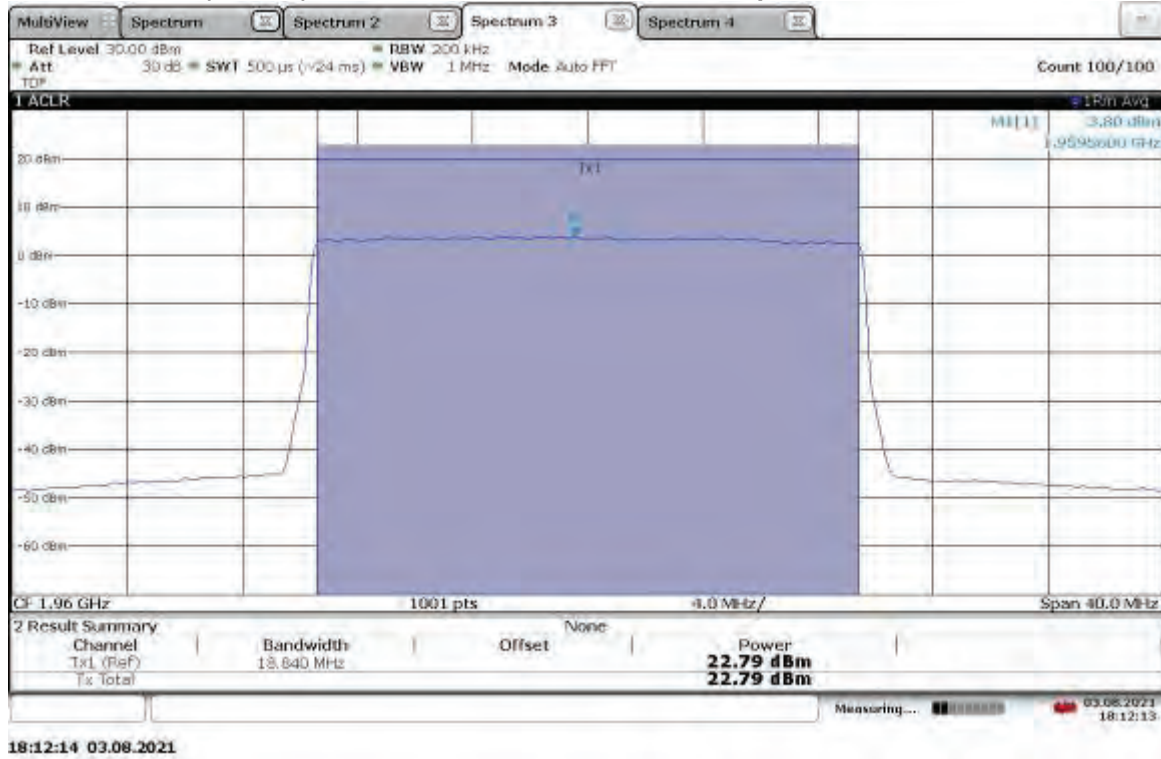 MultiView Spectrum Spectrum 2 Spectrum 3 Spectrum 4
Ref Level 30.00 dBm RBW 200 kHz
Att 30 dB SWT 500 µs (~24 ms) VBW 1 MHz Mode Auto FFT Count 100/100
TDF
1 ACLR 1Rm Avg
M1[1] 3.80 dBm
1.9595600 GHz
20 dBm
Tx1
10 dBm
0 dBm
-10 dBm
-20 dBm
-30 dBm
-40 dBm
-50 dBm
-60 dBm
CF 1.96 GHz 1001 pts 4.0 MHz/ Span 40.0 MHz
2 Result Summary None
Channel Bandwidth Offset Power
Tx1 (Ref) 18.840 MHz 22.79 dBm
Tx Total 22.79 dBm
Measuring... 03.08.2021
18:12:13
18:12:14 03.08.2021